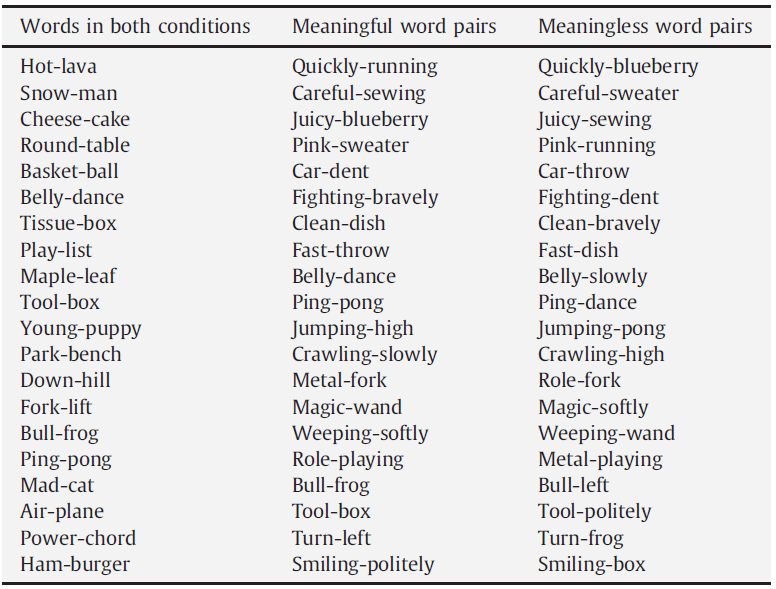 Words in both conditions Meaningful word pairs Meaningless word pairs
Hot-lava Quickly-running Quickly-blueberry
Snow-man Careful-sewing Careful-sweater
Cheese-cake Juicy-blueberry Juicy-sewing
Round-table Pink-sweater Pink-running
Basket-ball Car-dent Car-throw
Belly-dance Fighting-bravely Fighting-dent
Tissue-box Clean-dish Clean-bravely
Play-list Fast-throw Fast-dish
Maple-leaf Belly-dance Belly-slowly
Tool-box Ping-pong Ping-dance
Young-puppy Jumping-high Jumping-pong
Park-bench Crawling-slowly Crawling-high
Down-hill Metal-fork Role-fork
Fork-lift Magic-wand Magic-softly
Bull-frog Weeping-softly Weeping-wand
Ping-pong Role-playing Metal-playing
Mad-cat Bull-frog Bull-left
Air-plane Tool-box Tool-politely
Power-chord Turn-left Turn-frog
Ham-burger Smiling-politely Smiling-box